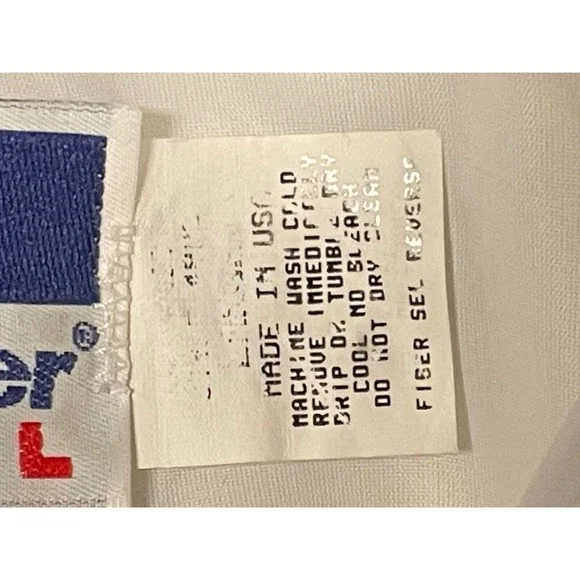 er®
L
MADE IN USA
MACHINE WASH COLD
REMOVE IMMEDIATELY
DRIP OR TUMBLE DRY
COOL NO BLEACH
DO NOT DRY CLEAN
FIBER SEE REVERSE